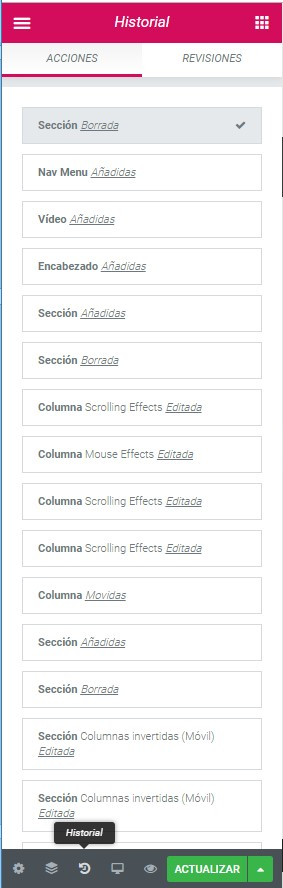 Historial
ACCIONES
REVISIONES
Sección Borrada
Nav Menu Añadidas
Vídeo Añadidas
Encabezado Añadidas
Sección Añadidas
Sección Borrada
Columna Scrolling Effects Editada
Columna Mouse Effects Editada
Columna Scrolling Effects Editada
Columna Scrolling Effects Editada
Columna Movidas
Sección Añadidas
Sección Borrada
Sección Columnas invertidas (Móvil)
Editada
Sección Columnas invertidas (Móvil)
Editada
Historial
ACTUALIZAR